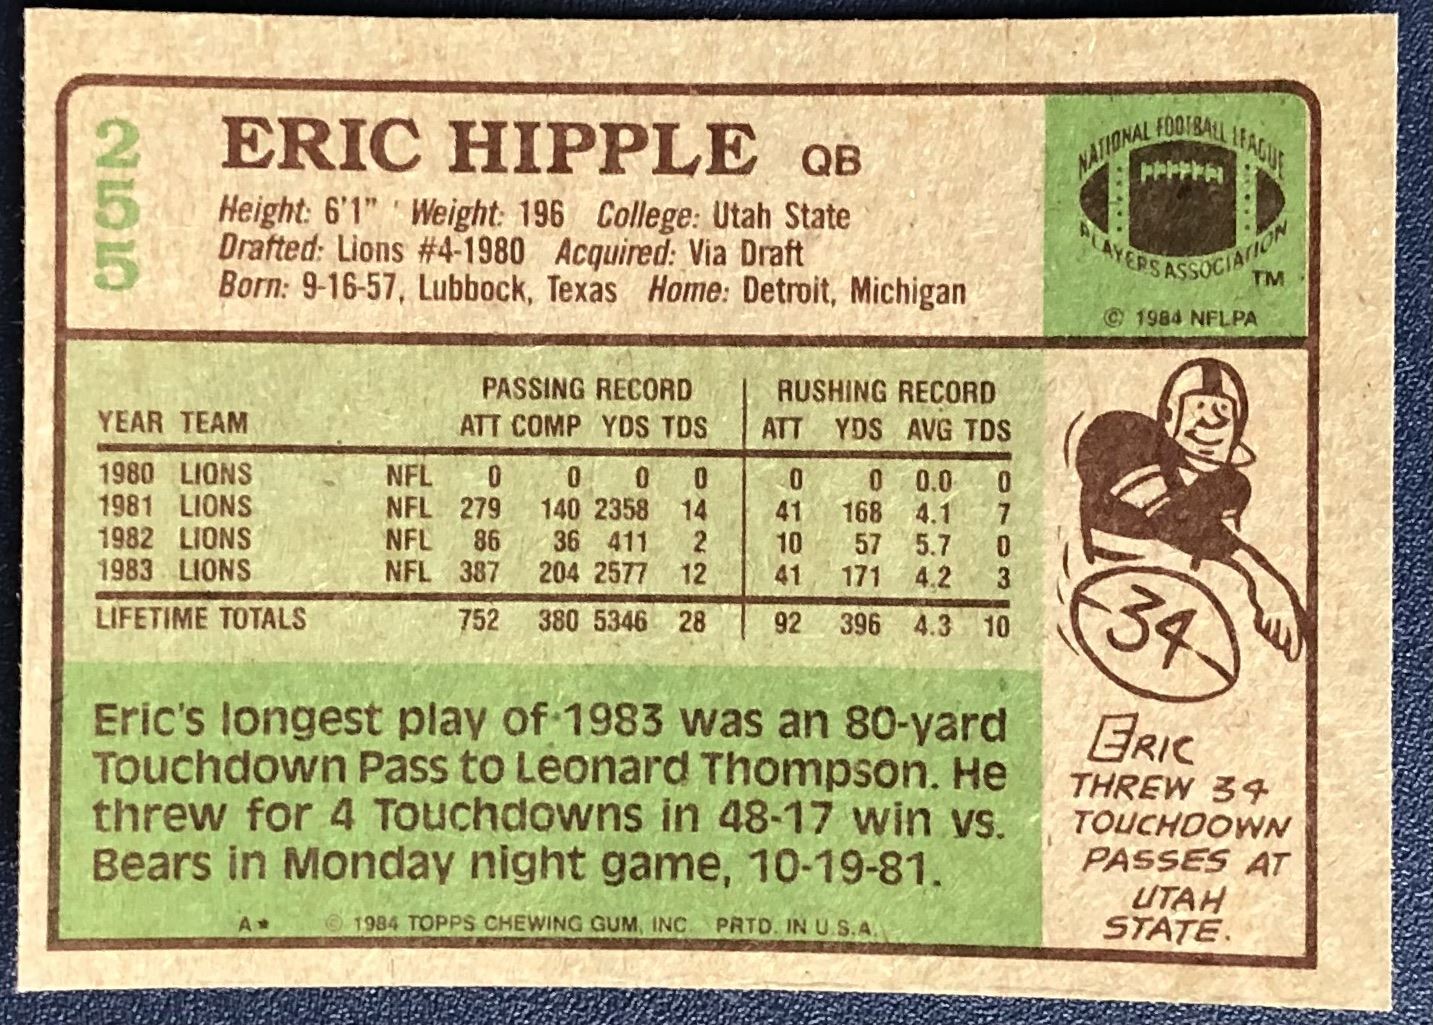 255
ERIC HIPPLE QB
Height: 6'1" Weight: 196 College: Utah State
Drafted: Lions #4-1980 Acquired: Via Draft
Born: 9-16-57, Lubbock, Texas Home: Detroit, Michigan
NATIONAL FOOTBALL LEAGUE
PLAYERS ASSOCIATION
TM
© 1984 NFLPA
PASSING RECORD RUSHING RECORD
YEAR TEAM ATT COMP YDS TDS ATT YDS AVG TDS
1980 LIONS NFL 0 0 0 0 0 0 0.0 0
1981 LIONS NFL 279 140 2358 14 41 168 4.1 7
1982 LIONS NFL 86 36 411 2 10 57 5.7 0
1983 LIONS NFL 387 204 2577 12 41 171 4.2 3
LIFETIME TOTALS 752 380 5346 28 92 396 4.3 10
Eric's longest play of 1983 was an 80-yard
Touchdown Pass to Leonard Thompson. He
threw for 4 Touchdowns in 48-17 win vs.
Bears in Monday night game, 10-19-81.
A* © 1984 TOPPS CHEWING GUM, INC. PRTD. IN U.S.A.
34
ERIC
THREW 34
TOUCHDOWN
PASSES AT
UTAH
STATE.